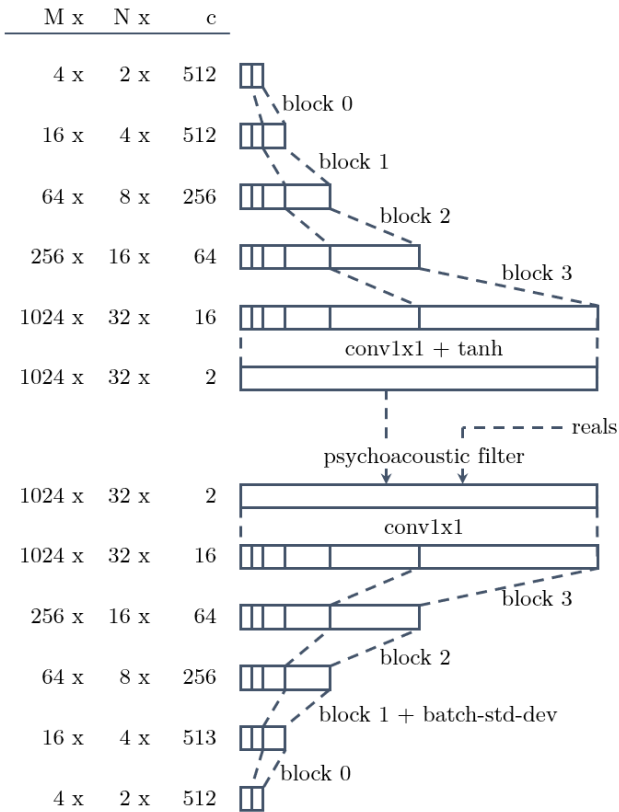 M x N x c
4 x 2 x 512
block 0
16 x 4 x 512
block 1
64 x 8 x 256
block 2
256 x 16 x 64
block 3
1024 x 32 x 16
conv1x1 + tanh
1024 x 32 x 2
reals
psychoacoustic filter
1024 x 32 x 2
conv1x1
1024 x 32 x 16
block 3
256 x 16 x 64
block 2
64 x 8 x 256
block 1 + batch-std-dev
16 x 4 x 513
block 0
4 x 2 x 512